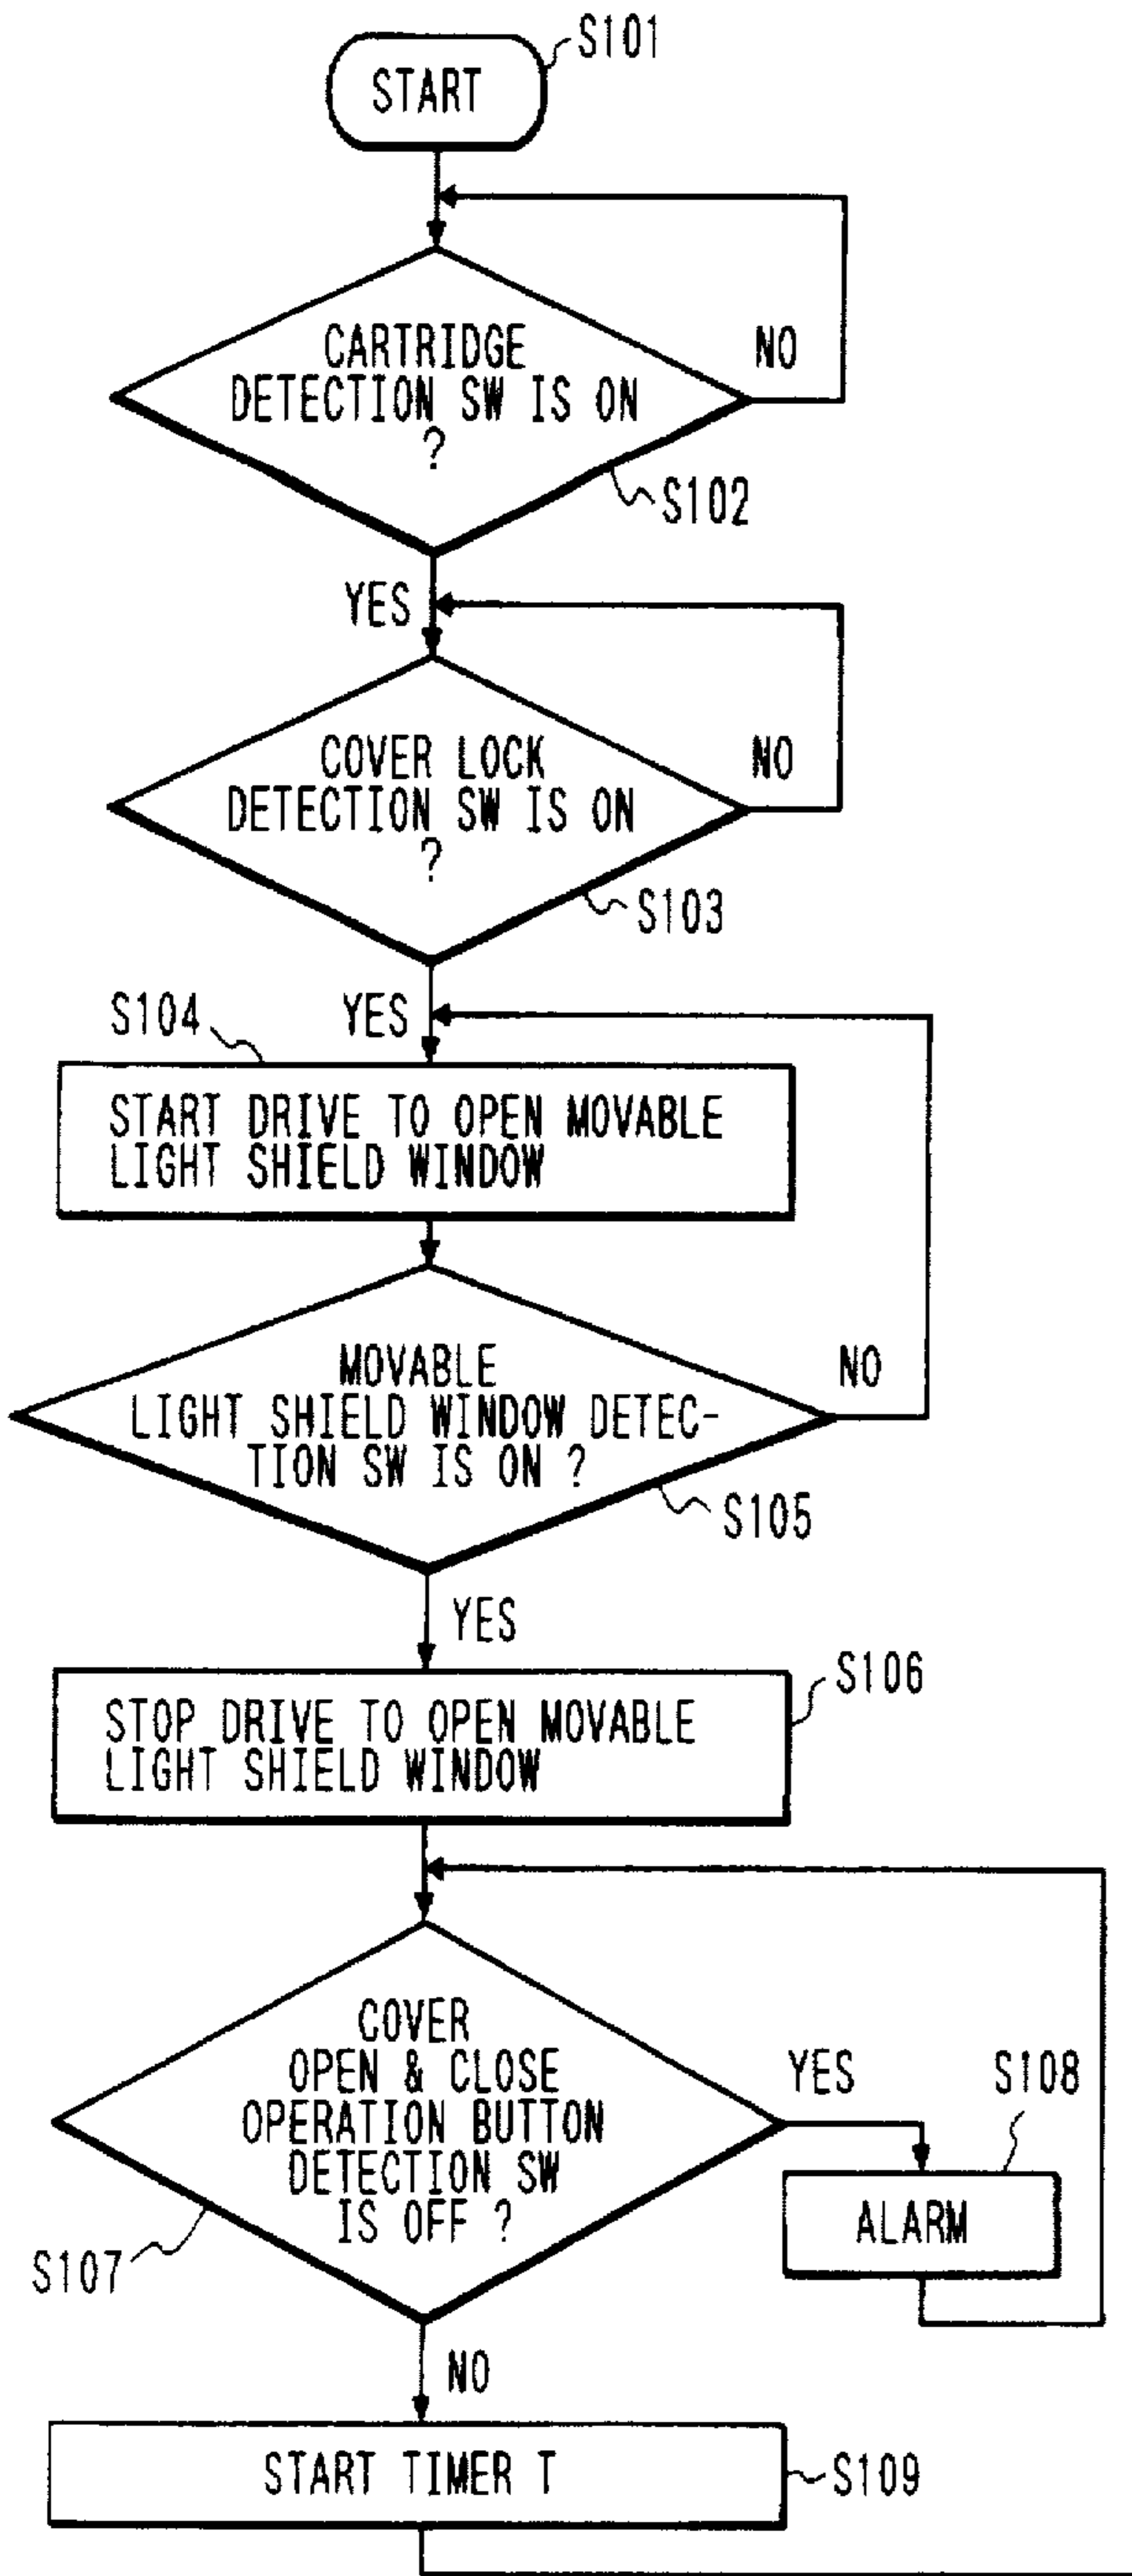 S101
START
CARTRIDGE
DETECTION SW IS ON
?
NO
S102
YES
COVER LOCK
DETECTION SW IS ON
?
NO
S103
YES
S104
START DRIVE TO OPEN MOVABLE
LIGHT SHIELD WINDOW
MOVABLE
LIGHT SHIELD WINDOW DETEC-
TION SW IS ON ?
NO
S105
YES
S106
STOP DRIVE TO OPEN MOVABLE
LIGHT SHIELD WINDOW
COVER
OPEN & CLOSE
OPERATION BUTTON
DETECTION SW
IS OFF ?
YES
S108
ALARM
S107
NO
START TIMER T
S109